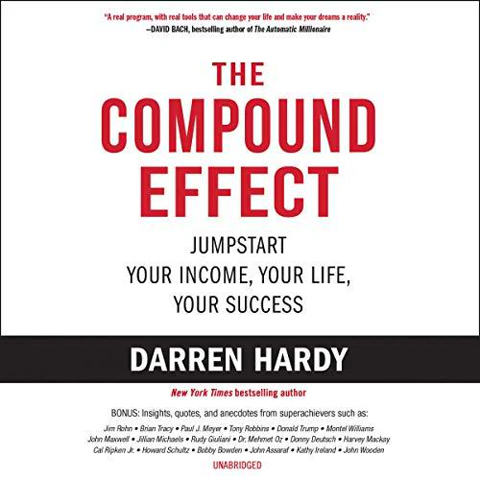 "A real program, with real tools that can change your life and make your dreams a reality."
—DAVID BACH, bestselling author of The Automatic Millionaire
THE
COMPOUND
EFFECT
JUMPSTART
YOUR INCOME, YOUR LIFE,
YOUR SUCCESS
DARREN HARDY
New York Times bestselling author
BONUS: Insights, quotes, and anecdotes from superachievers such as:
Jim Rohn • Brian Tracy • Paul J. Meyer • Tony Robbins • Donald Trump • Montel Williams
John Maxwell • Jillian Michaels • Rudy Giuliani • Dr. Mehmet Oz • Donny Deutsch • Harvey Mackay
Cal Ripken Jr. • Howard Schultz • Bobby Bowden • John Assaraf • Kathy Ireland • John Wooden
UNABRIDGED